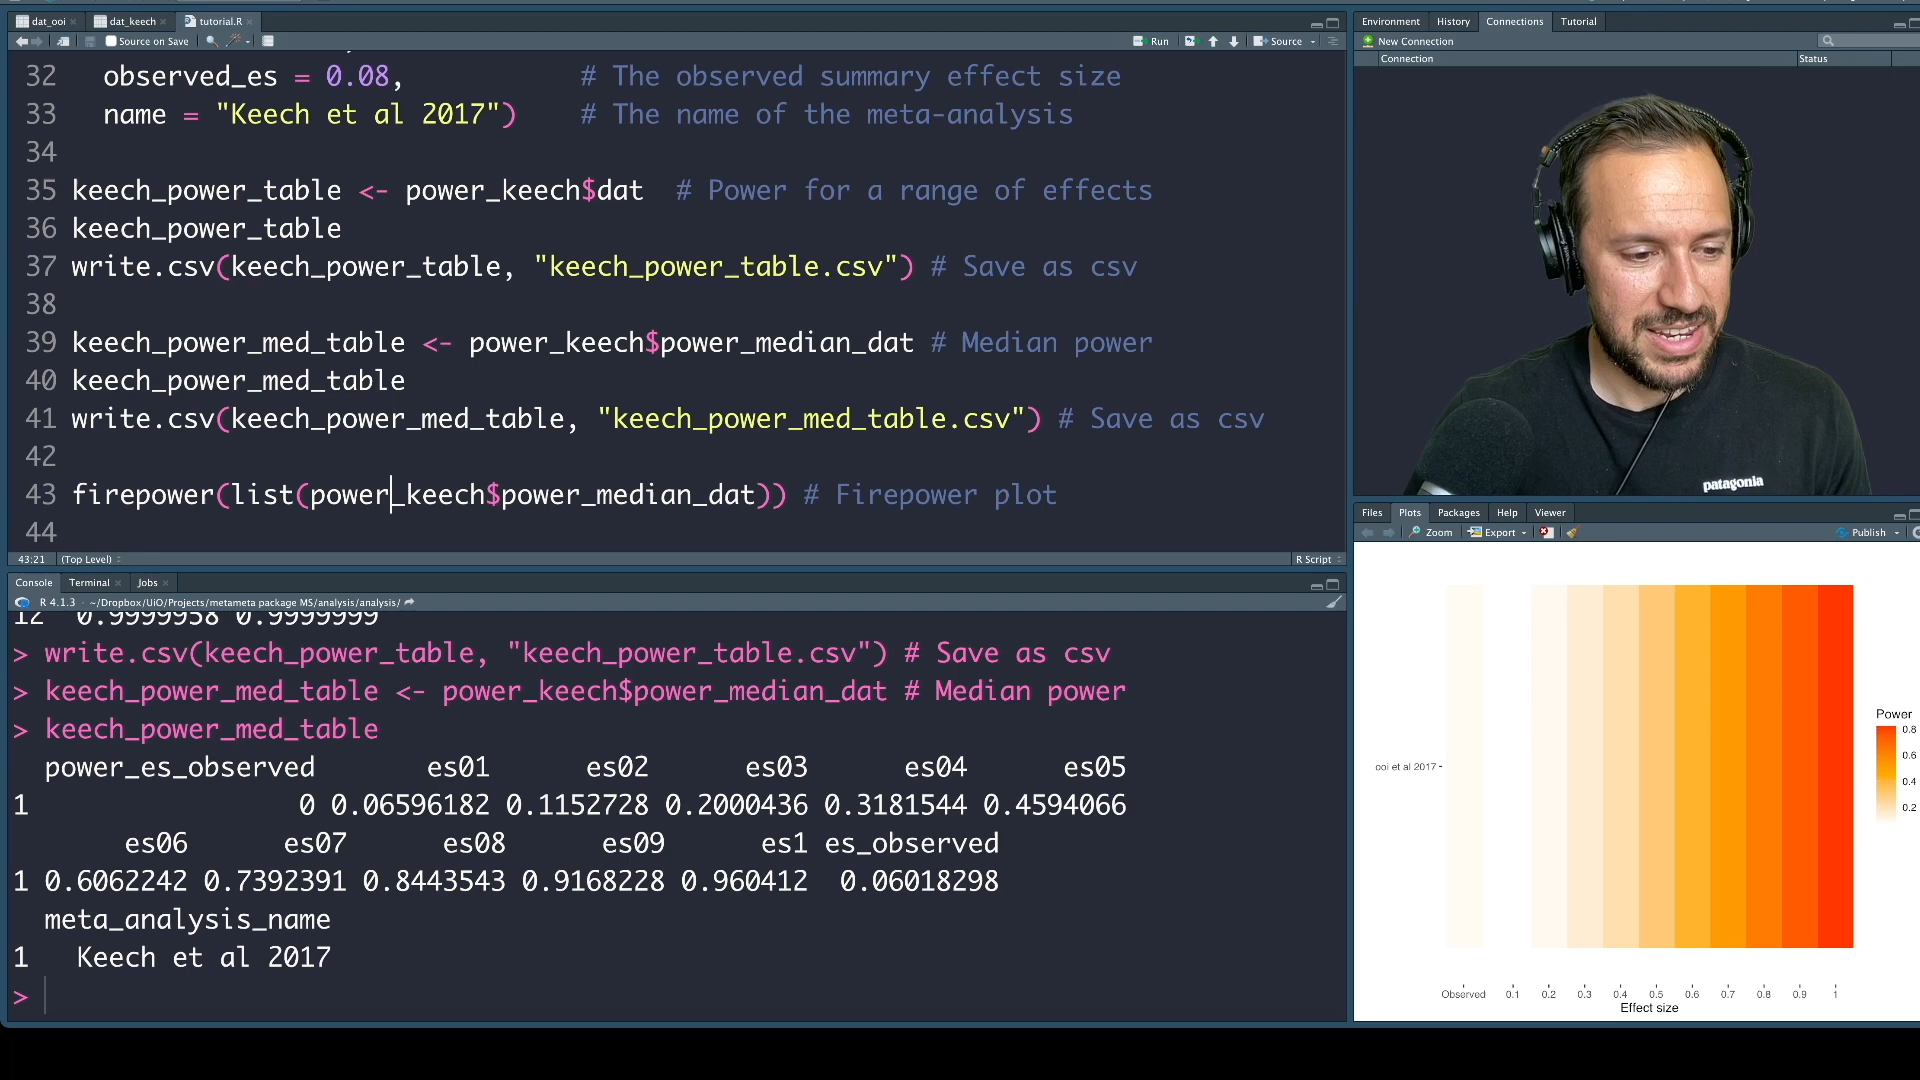 dat_ooi
dat_keech
tutorial.R
Source on Save
Run
Source
32 observed_es = 0.08, # The observed summary effect size
33 name = "Keech et al 2017") # The name of the meta-analysis
34
35 keech_power_table <- power_keech$dat # Power for a range of effects
36 keech_power_table
37 write.csv(keech_power_table, "keech_power_table.csv") # Save as csv
38
39 keech_power_med_table <- power_keech$power_median_dat # Median power
40 keech_power_med_table
41 write.csv(keech_power_med_table, "keech_power_med_table.csv") # Save as csv
42
43 firepower(list(power_keech$power_median_dat)) # Firepower plot
44
43:21 (Top Level) R Script
Console Terminal Jobs
R 4.1.3 · ~/Dropbox/UiO/Projects/metameta package MS/analysis/analysis/
12 0.9999958 0.9999999
> write.csv(keech_power_table, "keech_power_table.csv") # Save as csv
> keech_power_med_table <- power_keech$power_median_dat # Median power
> keech_power_med_table
power_es_observed es01 es02 es03 es04 es05
1 0 0.06596182 0.1152728 0.2000436 0.3181544 0.4594066
es06 es07 es08 es09 es1 es_observed
1 0.6062242 0.7392391 0.8443543 0.9168228 0.960412 0.06018298
meta_analysis_name
1 Keech et al 2017
>
Environment History Connections Tutorial
New Connection
Connection Status
patagonia
Files Plots Packages Help Viewer
Zoom Export Publish
Power
0.8
0.6
0.4
0.2
ooi et al 2017
Observed 0.1 0.2 0.3 0.4 0.5 0.6 0.7 0.8 0.9 1
Effect size